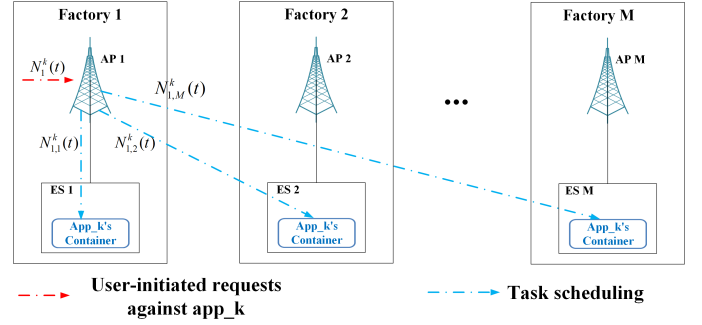 Factory 1
Factory 2
Factory M
AP 1
AP 2
AP M
N_1^k(t)
N_{1,M}^k(t)
•••
N_{1,1}^k(t)
N_{1,2}^k(t)
ES 1
ES 2
ES M
App_k's
Container
App_k's
Container
App_k's
Container
User-initiated requests
against app_k
Task scheduling